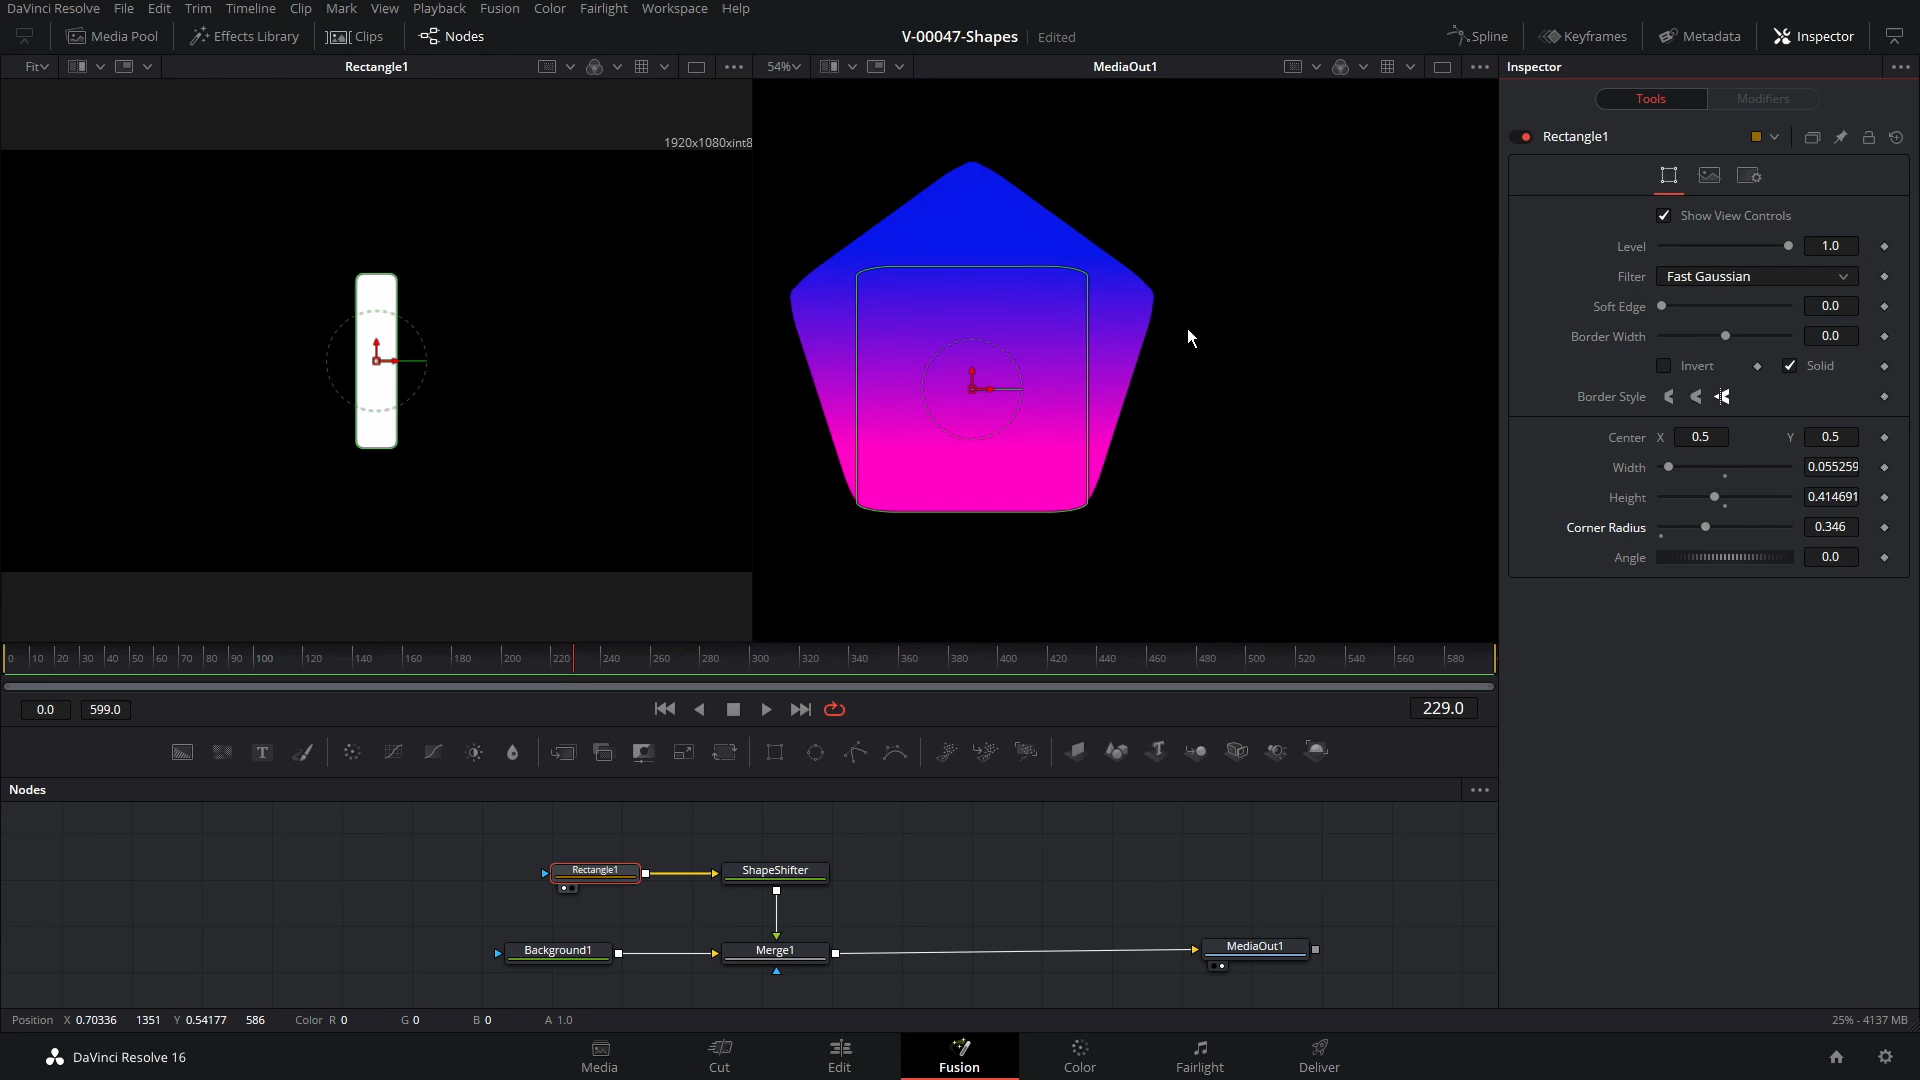 DaVinci Resolve File Edit Trim Timeline Clip Mark View Playback Fusion Color Fairlight Workspace Help
Media Pool Effects Library Clips Nodes V-00047-Shapes Edited Spline Keyframes Metadata Inspector
Fit Rectangle1 54% MediaOut1 Inspector
Tools Modifiers
Rectangle1
1920x1080xint8
Show View Controls
Level 1.0
Filter Fast Gaussian
Soft Edge 0.0
Border Width 0.0
Invert Solid
Border Style
Center X 0.5 Y 0.5
Width 0.055259
Height 0.414691
Corner Radius 0.346
Angle 0.0
0 10 20 30 40 50 60 70 80 90 100 120 140 160 180 200 220 240 260 280 300 320 340 360 380 400 420 440 460 480 500 520 540 560 580
0.0 599.0 229.0
T
Nodes
Rectangle1 ShapeShifter
Background1 Merge1 MediaOut1
Position X 0.70336 1351 Y 0.54177 586 Color R 0 G 0 B 0 A 1.0 25% - 4137 MB
DaVinci Resolve 16 Media Cut Edit Fusion Color Fairlight Deliver